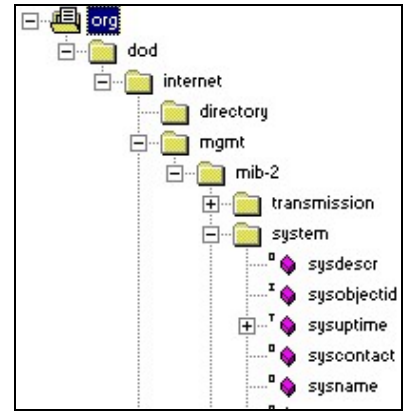 org
dod
internet
directory
mgmt
mib-2
transmission
system
sysdescr
sysobjectid
sysuptime
syscontact
sysname